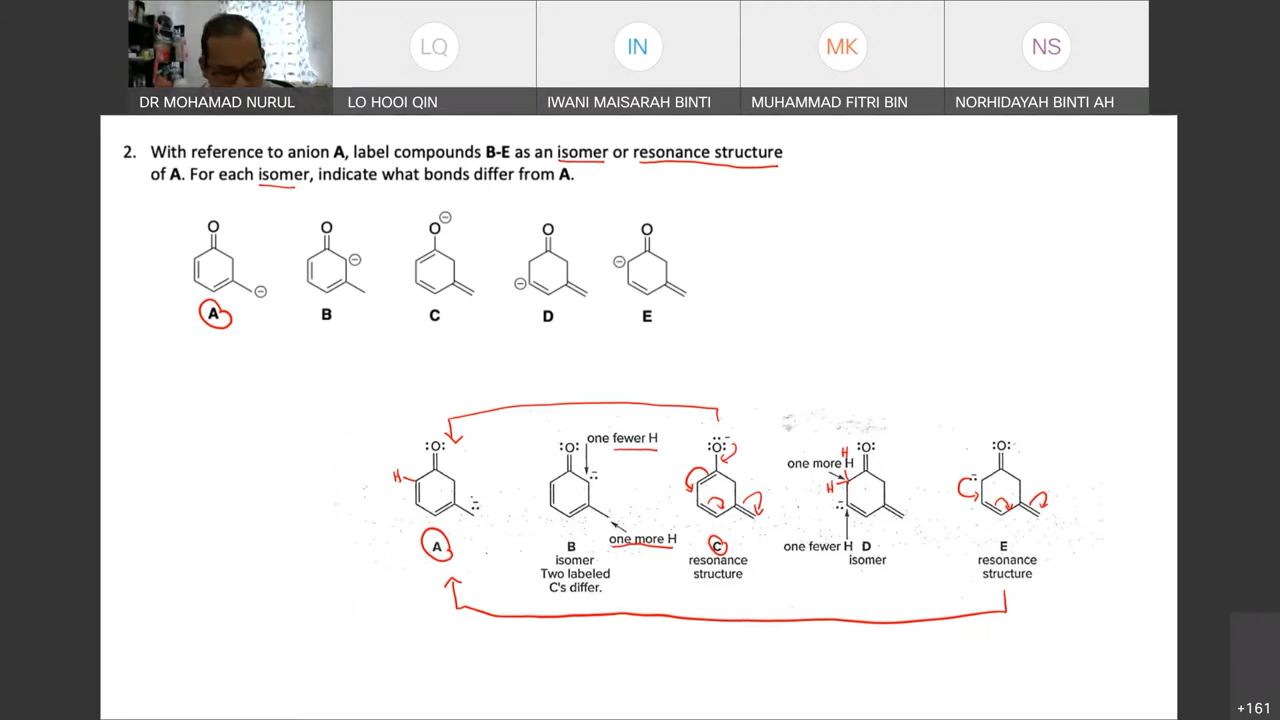 LQ
IN
MK
NS
DR MOHAMAD NURUL
LO HOOI QIN
IWANI MAISARAH BINTI
MUHAMMAD FITRI BIN
NORHIDAYAH BINTI AH
2. With reference to anion A, label compounds B-E as an isomer or resonance structure
of A. For each isomer, indicate what bonds differ from A.
O
O
O
O
O
A
B
C
D
E
:O:
:O:
one fewer H
:O:
:O:
:O:
H
one more H
H
H
A
B
isomer
Two labeled
C's differ.
one more H
C
resonance
structure
one fewer H
D
isomer
E
resonance
structure
+161